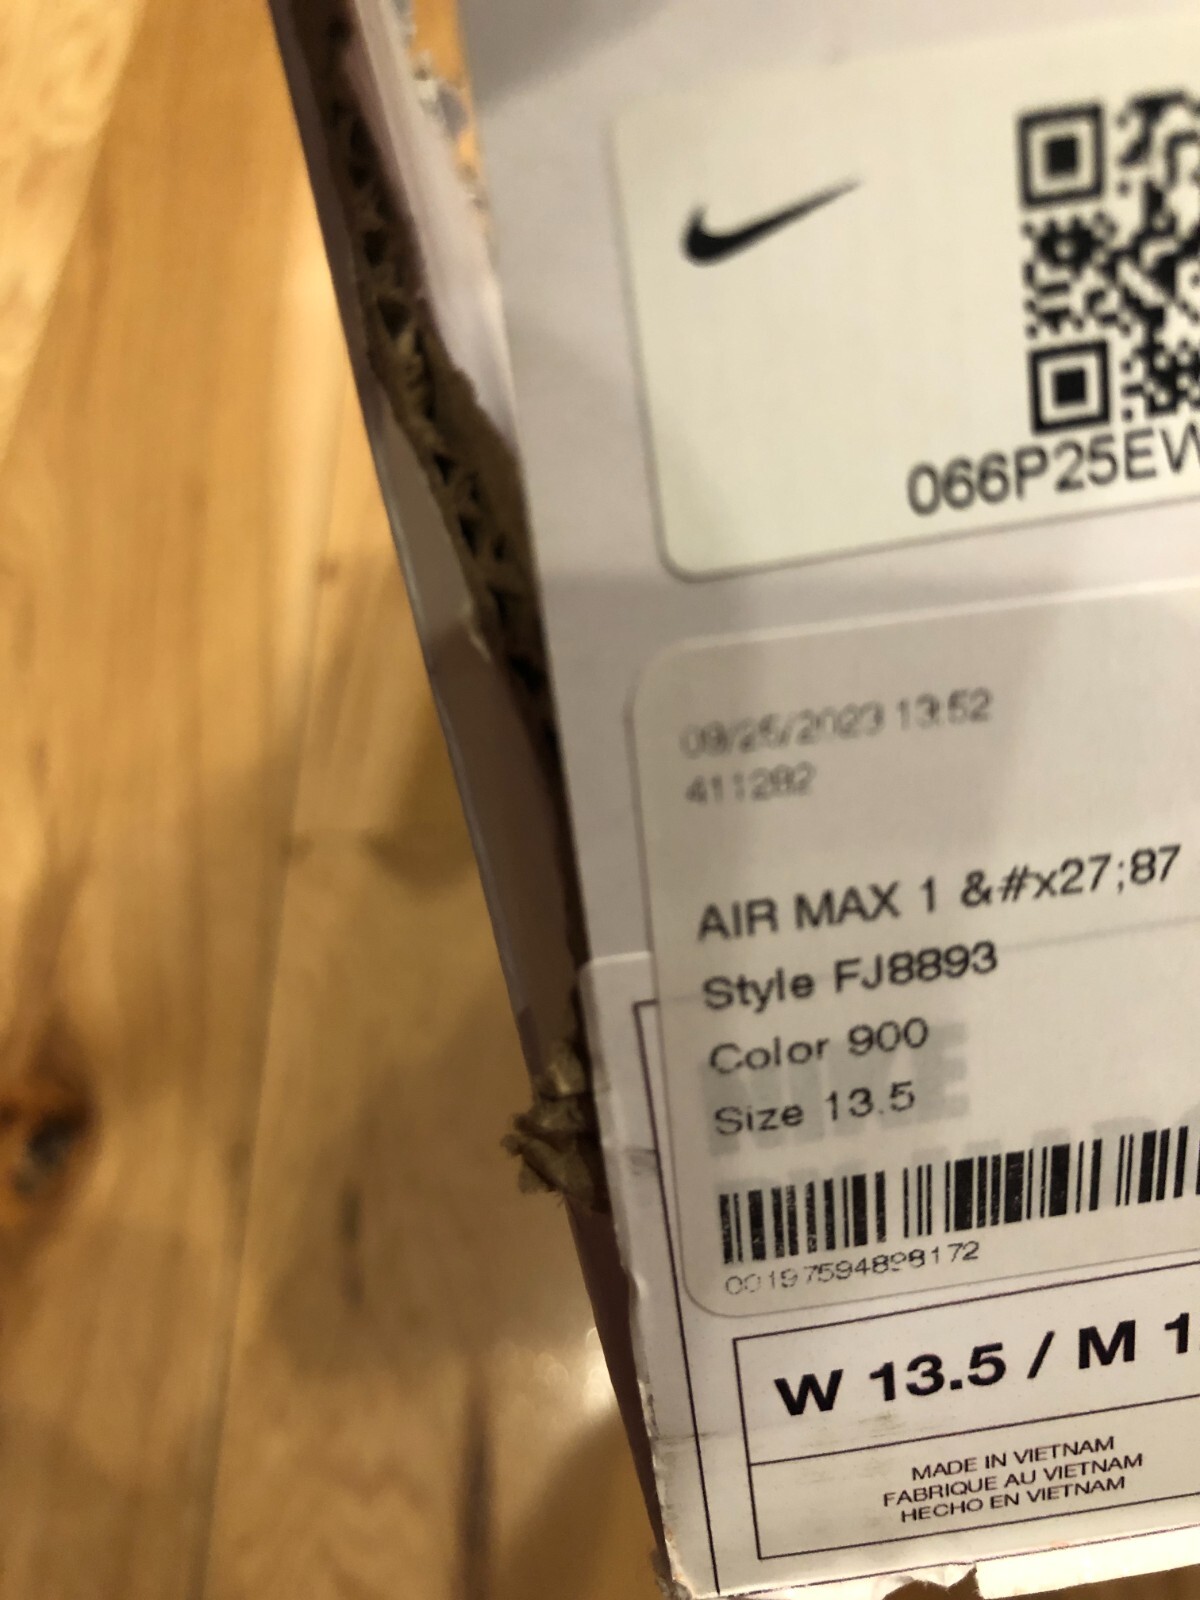 066P25EW
09/25/2023 13:52
411282
AIR MAX 1 &#x27;87
Style FJ8893
Color 900
Size 13.5
00197594898172
W 13.5 / M 1
MADE IN VIETNAM
FABRIQUE AU VIETNAM
HECHO EN VIETNAM